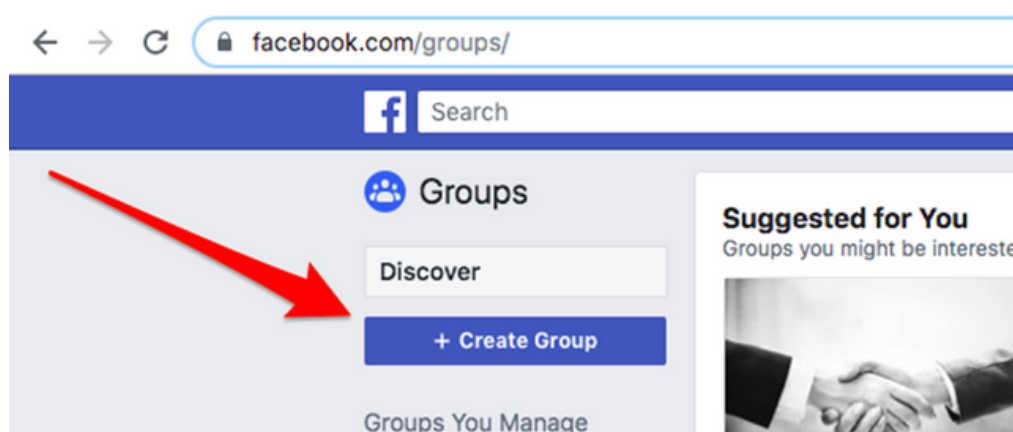 facebook.com/groups/
f Search
Groups
Discover
+ Create Group
Groups You Manage
Suggested for You
Groups you might be intereste